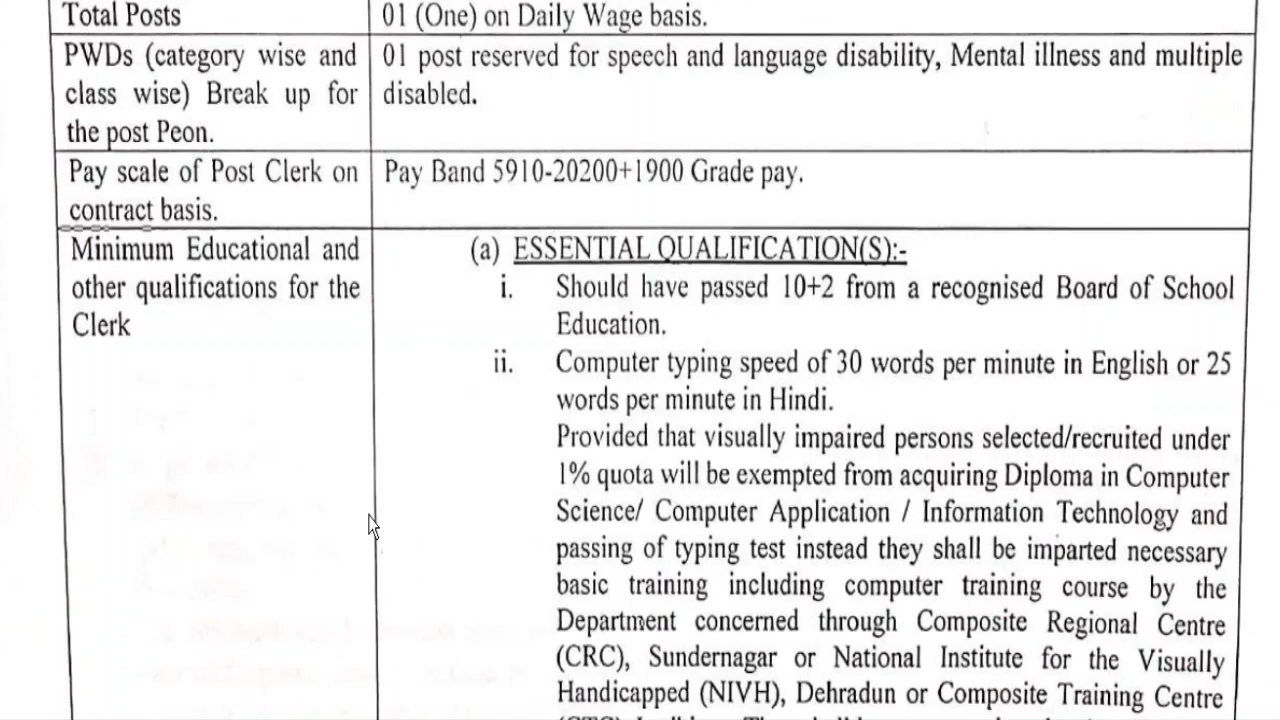 Total Posts
01 (One) on Daily Wage basis.
PWDs (category wise and
class wise) Break up for
the post Peon.
01 post reserved for speech and language disability, Mental illness and multiple
disabled.
Pay scale of Post Clerk on
contract basis.
Pay Band 5910-20200+1900 Grade pay.
Minimum Educational and
other qualifications for the
Clerk
(a) ESSENTIAL QUALIFICATION(S):-
i. Should have passed 10+2 from a recognised Board of School
Education.
ii. Computer typing speed of 30 words per minute in English or 25
words per minute in Hindi.
Provided that visually impaired persons selected/recruited under
1% quota will be exempted from acquiring Diploma in Computer
Science/ Computer Application / Information Technology and
passing of typing test instead they shall be imparted necessary
basic training including computer training course by the
Department concerned through Composite Regional Centre
(CRC), Sundernagar or National Institute for the Visually
Handicapped (NIVH), Dehradun or Composite Training Centre